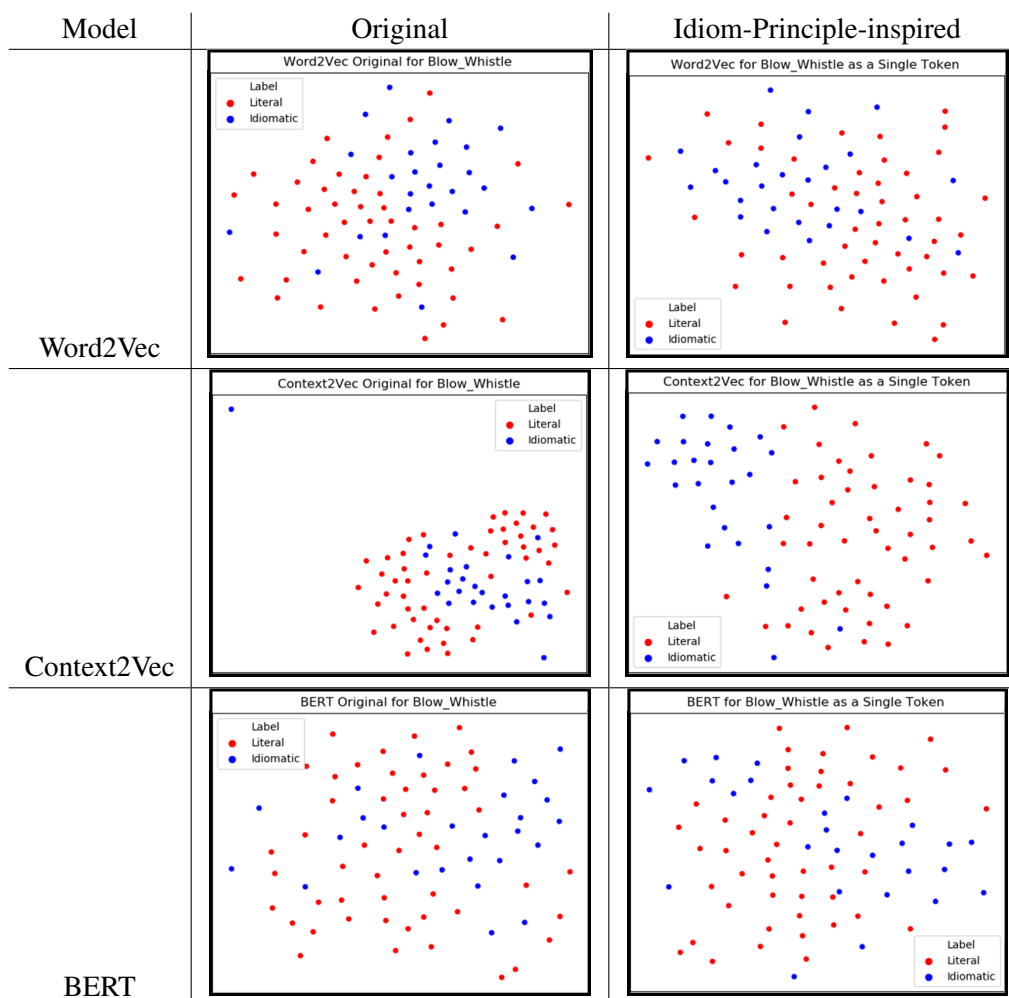 Model Original Idiom-Principle-inspired
Word2Vec Original for Blow_Whistle
Label
Literal
Idiomatic
Word2Vec for Blow_Whistle as a Single Token
Label
Literal
Idiomatic
Word2Vec
Context2Vec Original for Blow_Whistle
Label
Literal
Idiomatic
Context2Vec for Blow_Whistle as a Single Token
Label
Literal
Idiomatic
Context2Vec
BERT Original for Blow_Whistle
Label
Literal
Idiomatic
BERT for Blow_Whistle as a Single Token
Label
Literal
Idiomatic
BERT